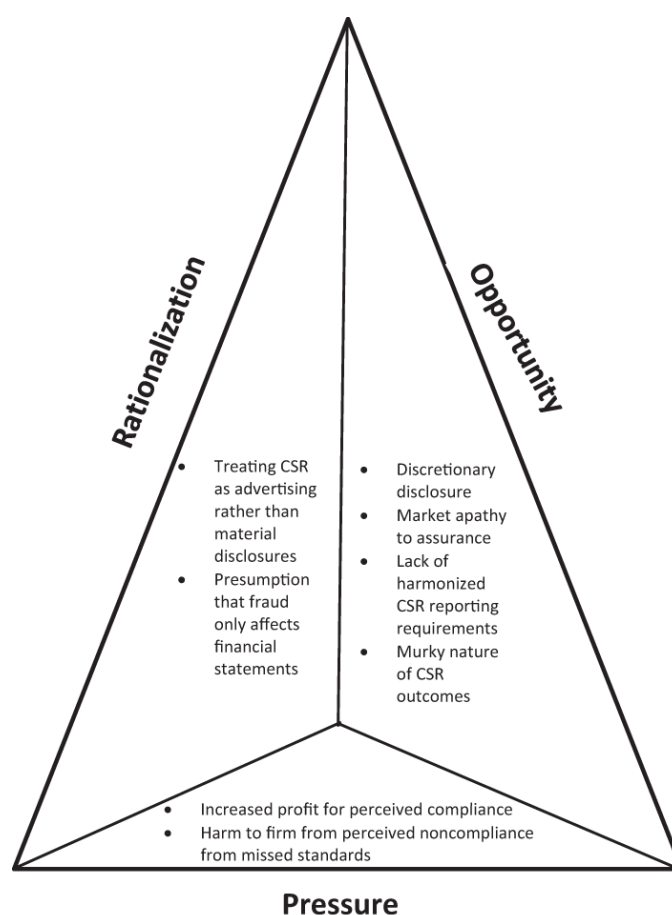 Rationalization
Opportunity
• Treating CSR
as advertising
rather than
material
disclosures
• Presumption
that fraud
only affects
financial
statements
• Discretionary
disclosure
• Market apathy
to assurance
• Lack of
harmonized
CSR reporting
requirements
• Murky nature
of CSR
outcomes
• Increased profit for perceived compliance
• Harm to firm from perceived noncompliance
from missed standards
Pressure